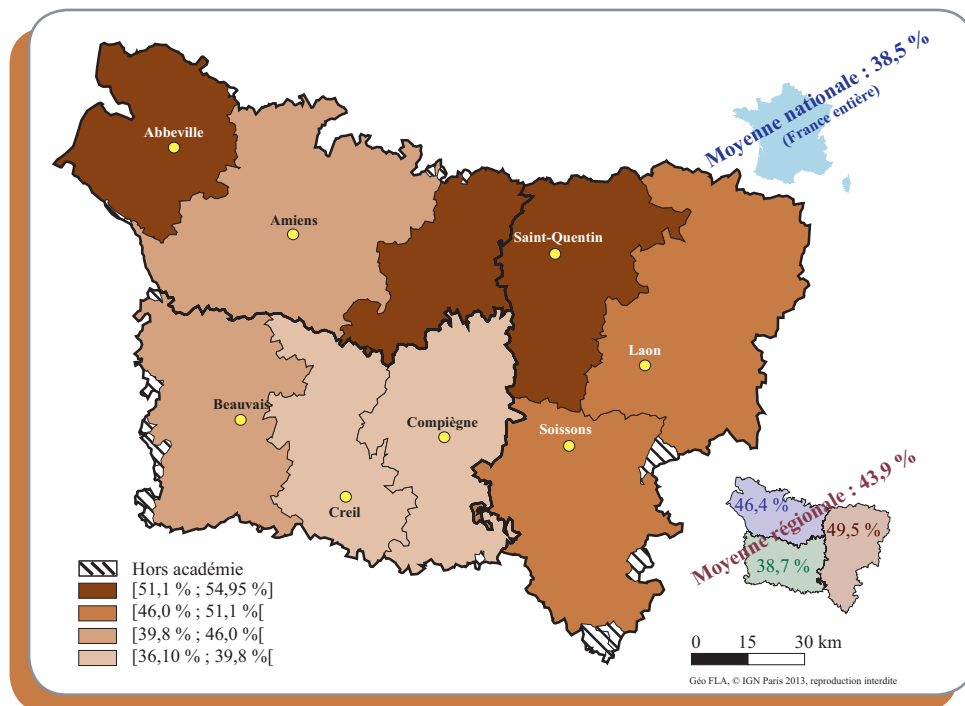 Moyenne nationale : 38,5 %
(France entière)
Abbeville
Amiens
Saint-Quentin
Laon
Beauvais
Compiègne
Soissons
Creil
Moyenne régionale : 43,9 %
46,4 %
49,5 %
38,7 %
Hors académie
[51,1 % ; 54,95 %]
[46,0 % ; 51,1 %[
[39,8 % ; 46,0 %[
[36,10 % ; 39,8 %[
0 15 30 km
Géo FLA, © IGN Paris 2013, reproduction interdite